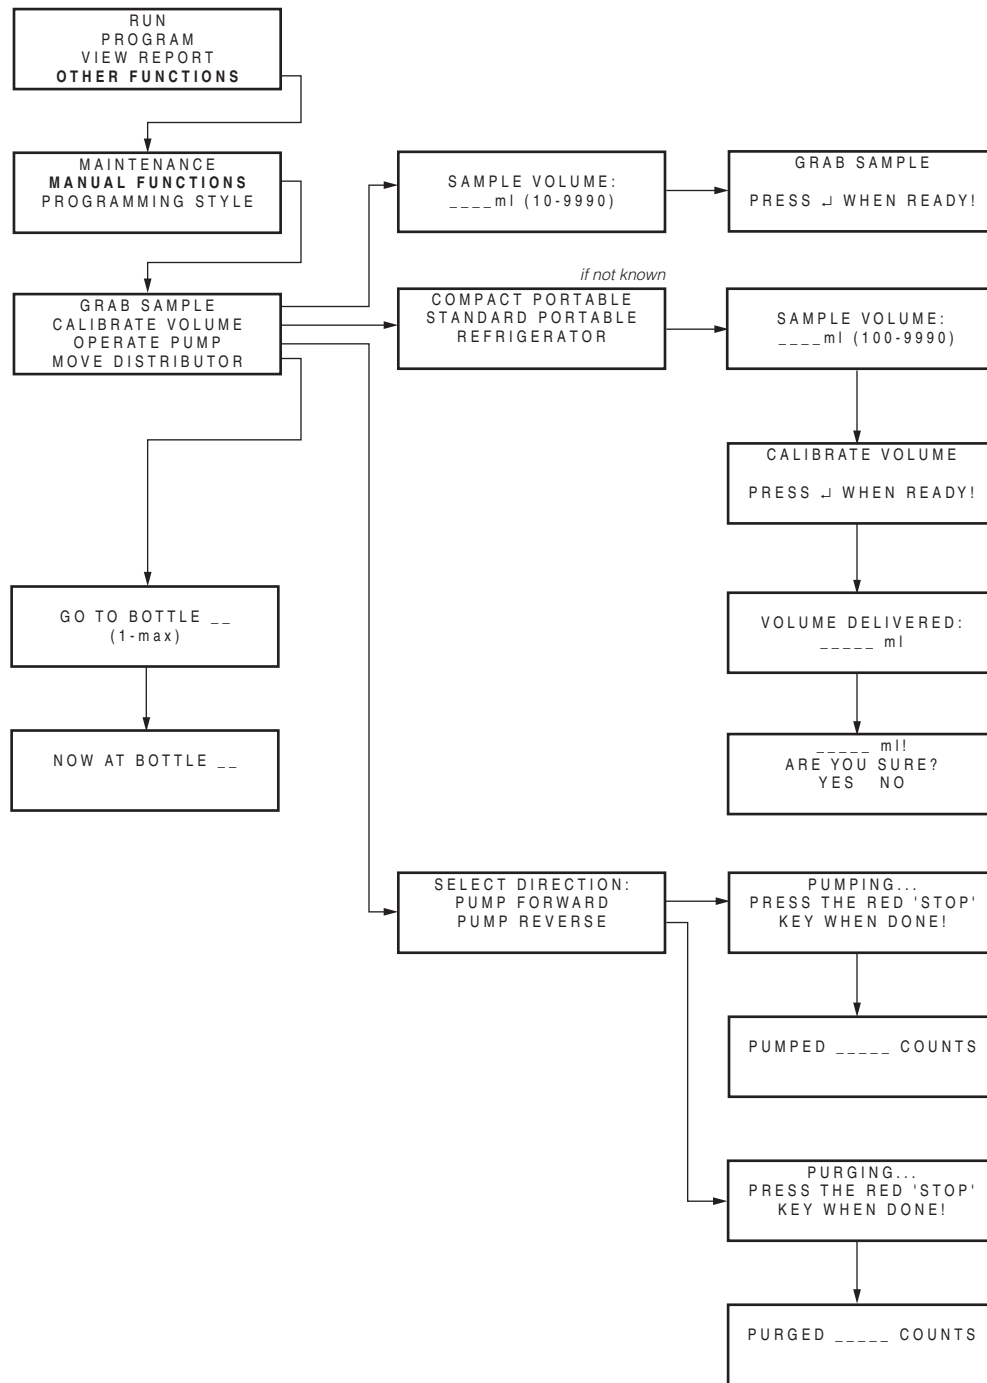 RUN
PROGRAM
VIEW REPORT
OTHER FUNCTIONS
MAINTENANCE
MANUAL FUNCTIONS
PROGRAMMING STYLE
SAMPLE VOLUME:
____ml (10-9990)
GRAB SAMPLE
PRESS ↵ WHEN READY!
GRAB SAMPLE
CALIBRATE VOLUME
OPERATE PUMP
MOVE DISTRIBUTOR
if not known
COMPACT PORTABLE
STANDARD PORTABLE
REFRIGERATOR
SAMPLE VOLUME:
____ml (100-9990)
CALIBRATE VOLUME
PRESS ↵ WHEN READY!
VOLUME DELIVERED:
_____ ml
_____ ml!
ARE YOU SURE?
YES NO
GO TO BOTTLE __
(1-max)
NOW AT BOTTLE __
SELECT DIRECTION:
PUMP FORWARD
PUMP REVERSE
PUMPING...
PRESS THE RED 'STOP'
KEY WHEN DONE!
PUMPED _____ COUNTS
PURGING...
PRESS THE RED 'STOP'
KEY WHEN DONE!
PURGED _____ COUNTS